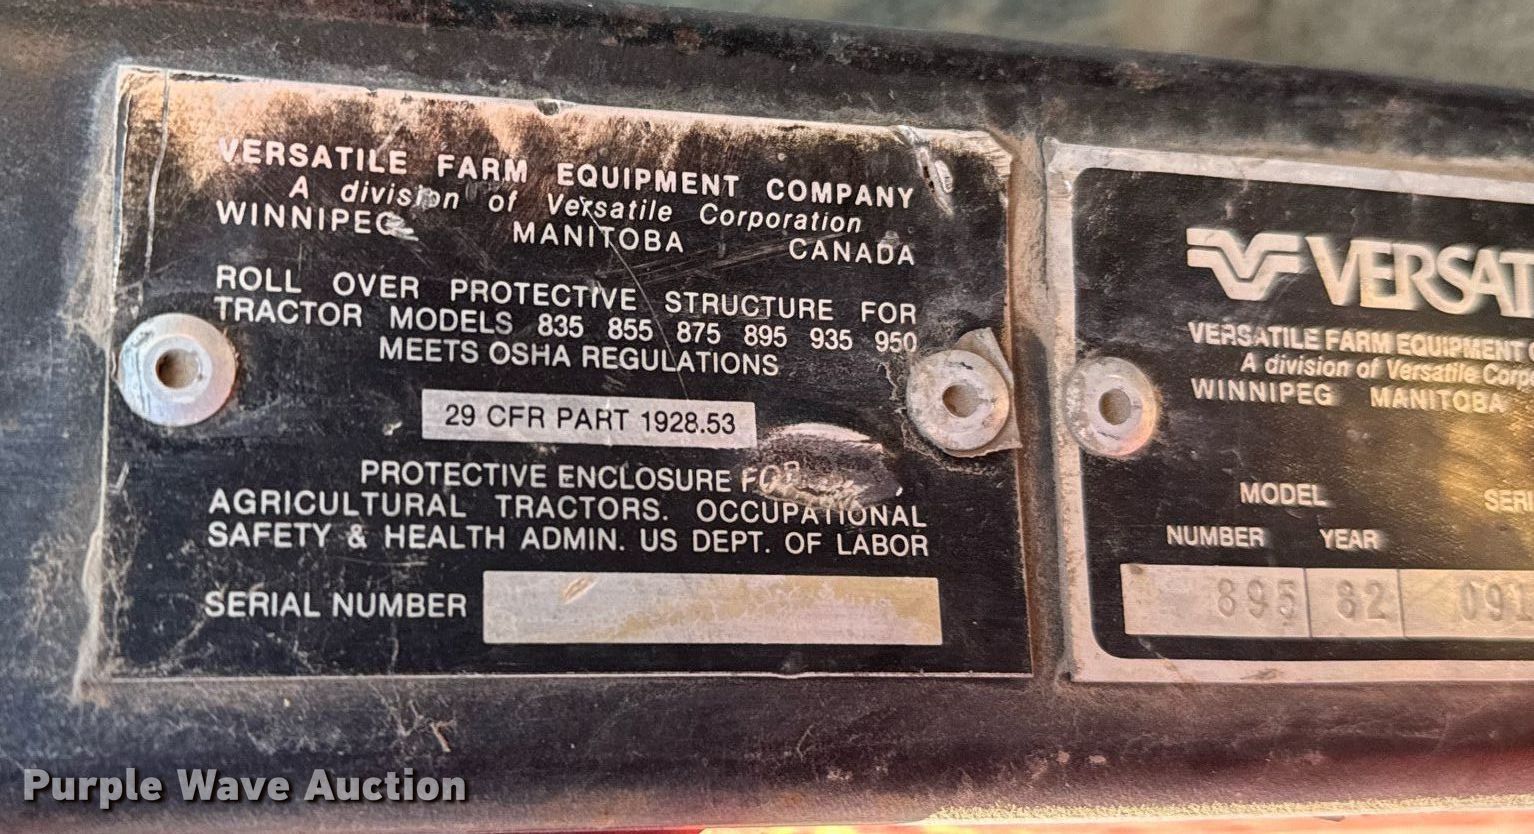 VERSATILE FARM EQUIPMENT COMPANY
A division of Versatile Corporation
WINNIPEG MANITOBA CANADA
ROLL OVER PROTECTIVE STRUCTURE FOR
TRACTOR MODELS 835 855 875 895 935 950
MEETS OSHA REGULATIONS
29 CFR PART 1928.53
PROTECTIVE ENCLOSURE FOR
AGRICULTURAL TRACTORS. OCCUPATIONAL
SAFETY & HEALTH ADMIN. US DEPT. OF LABOR
SERIAL NUMBER
VERSAT
VERSATILE FARM EQUIPMENT
A division of Versatile Corp
WINNIPEG MANITOBA
MODEL SERI
NUMBER YEAR
895 82 091
Purple Wave Auction